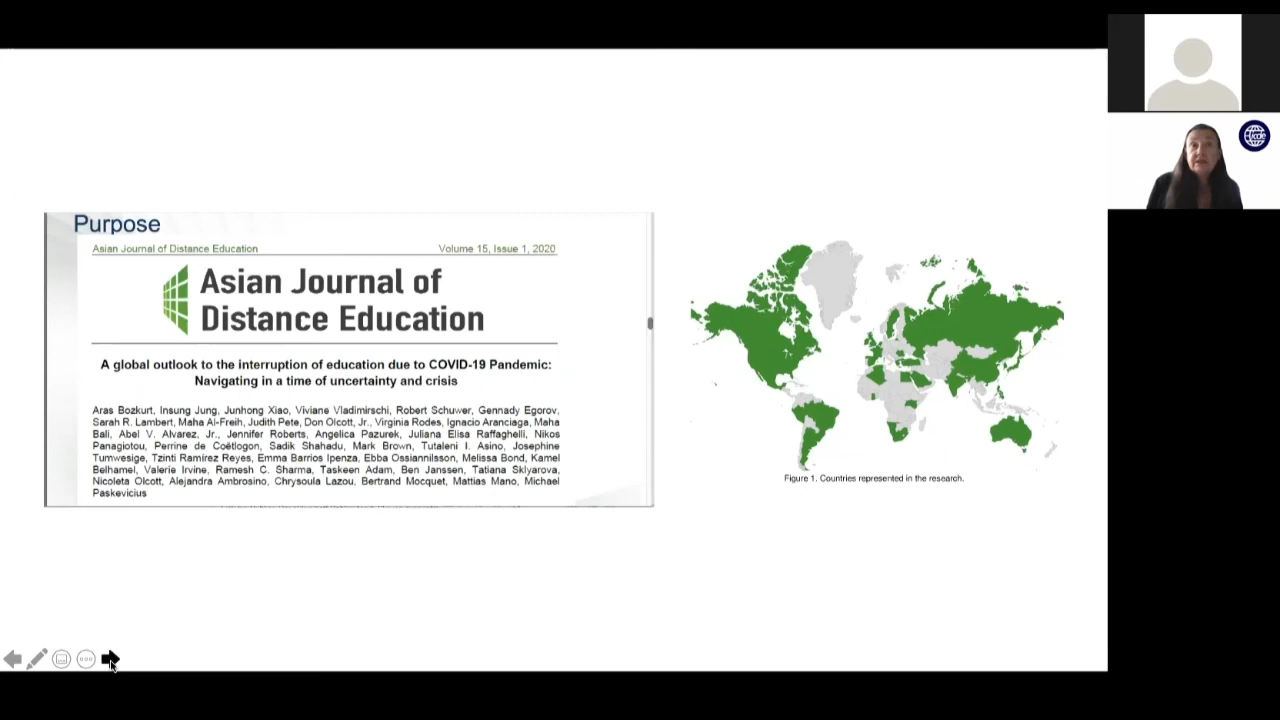 Purpose
Asian Journal of Distance Education
Volume 15, Issue 1, 2020
Asian Journal of
Distance Education
A global outlook to the interruption of education due to COVID-19 Pandemic:
Navigating in a time of uncertainty and crisis
Aras Bozkurt, Insung Jung, Junhong Xiao, Viviane Vladimirschi, Robert Schuwer, Gennady Egorov,
Sarah R. Lambert, Maha Al-Freih, Judith Pete, Don Olcott, Jr., Virginia Rodes, Ignacio Aranciaga, Maha
Bali, Abel V. Alvarez, Jr., Jennifer Roberts, Angelica Pazurek, Juliana Elisa Raffaghelli, Nikos
Panagiotou, Perrine de Coëtlogon, Sadik Shahadu, Mark Brown, Tutaleni I. Asino, Josephine
Tumwesige, Tzinti Ramírez Reyes, Emma Barrios Ipenza, Ebba Ossiannilsson, Melissa Bond, Kamel
Belhamel, Valerie Irvine, Ramesh C. Sharma, Taskeen Adam, Ben Janssen, Tatiana Sklyarova,
Nicoleta Olcott, Alejandra Ambrosino, Chrysoula Lazou, Bertrand Mocquet, Mattias Mano, Michael
Paskevicius
Figure 1. Countries represented in the research.
icde